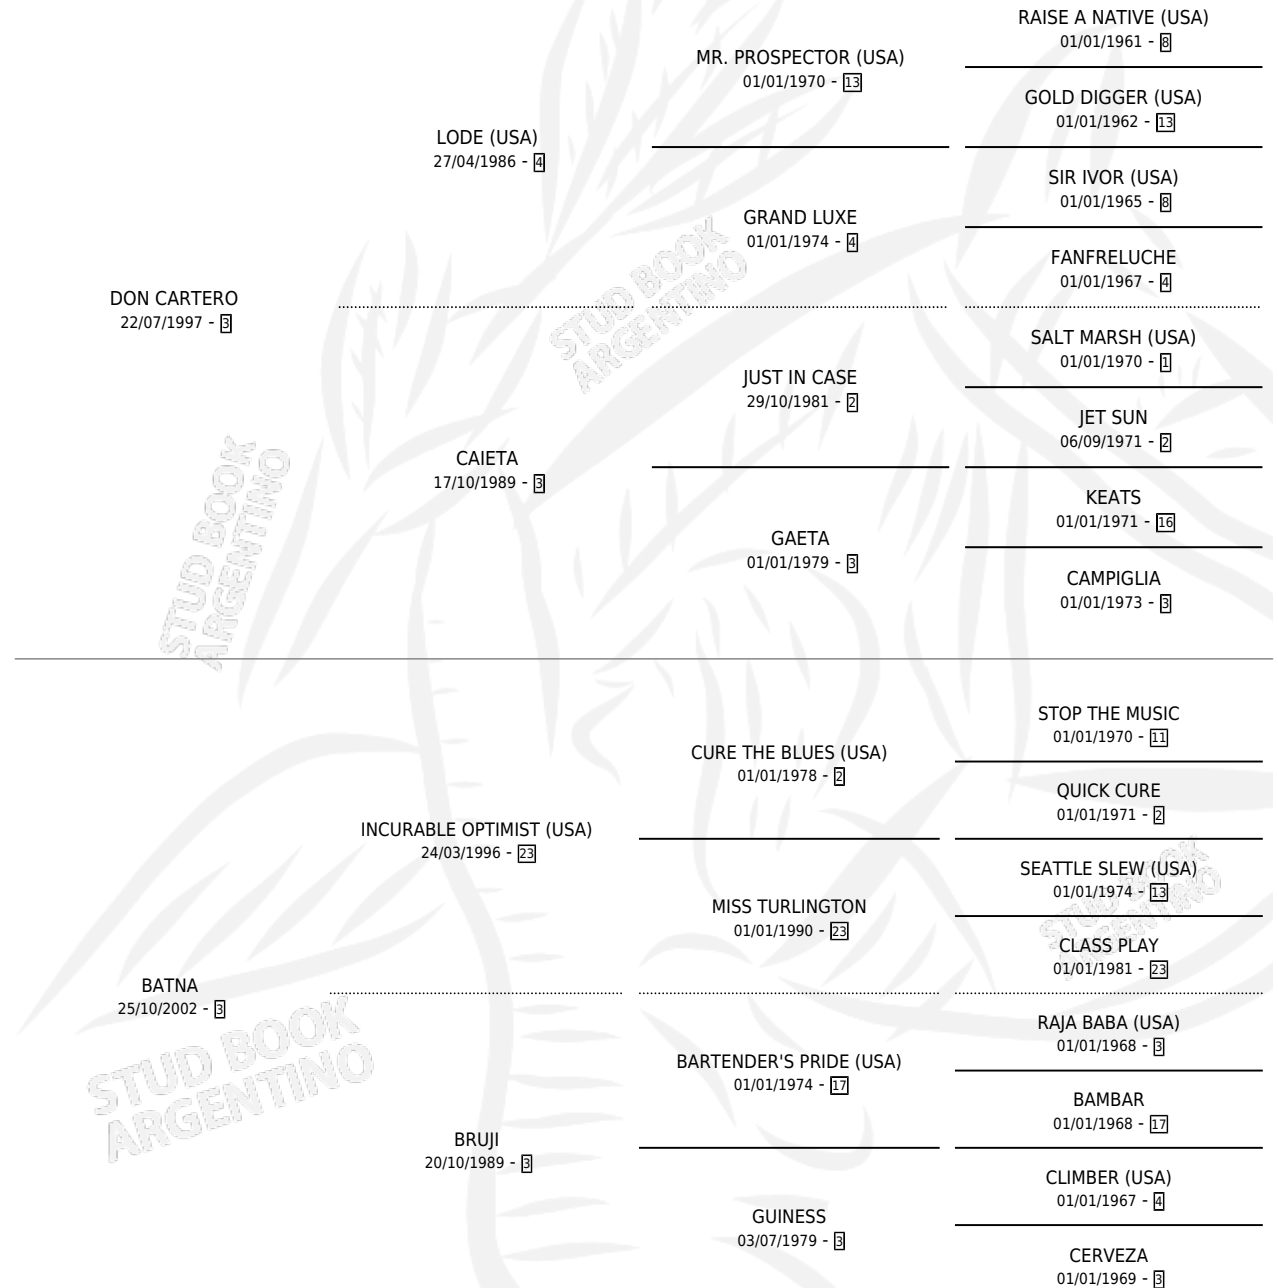 RAISE A NATIVE (USA)
01/01/1961 - 8
MR. PROSPECTOR (USA)
01/01/1970 - 13
GOLD DIGGER (USA)
01/01/1962 - 13
LODE (USA)
27/04/1986 - 4
SIR IVOR (USA)
01/01/1965 - 8
GRAND LUXE
01/01/1974 - 4
FANFRELUCHE
01/01/1967 - 4
DON CARTERO
22/07/1997 - 3
STUD BOOK
ARGENTINO
SALT MARSH (USA)
01/01/1970 - 1
JUST IN CASE
29/10/1981 - 2
JET SUN
06/09/1971 - 2
CAIETA
17/10/1989 - 3
KEATS
01/01/1971 - 16
GAETA
01/01/1979 - 3
CAMPIGLIA
01/01/1973 - 3
STUD BOOK
ARGENTINO
STOP THE MUSIC
01/01/1970 - 11
CURE THE BLUES (USA)
01/01/1978 - 2
QUICK CURE
01/01/1971 - 2
INCURABLE OPTIMIST (USA)
24/03/1996 - 23
SEATTLE SLEW (USA)
01/01/1974 - 13
MISS TURLINGTON
01/01/1990 - 23
CLASS PLAY
01/01/1981 - 23
STUD BOOK
ARGENTINO
BATNA
25/10/2002 - 3
STUD BOOK
ARGENTINO
RAJA BABA (USA)
01/01/1968 - 3
BARTENDER'S PRIDE (USA)
01/01/1974 - 17
BAMBAR
01/01/1968 - 17
BRUJI
20/10/1989 - 3
CLIMBER (USA)
01/01/1967 - 4
GUINESS
03/07/1979 - 3
CERVEZA
01/01/1969 - 3